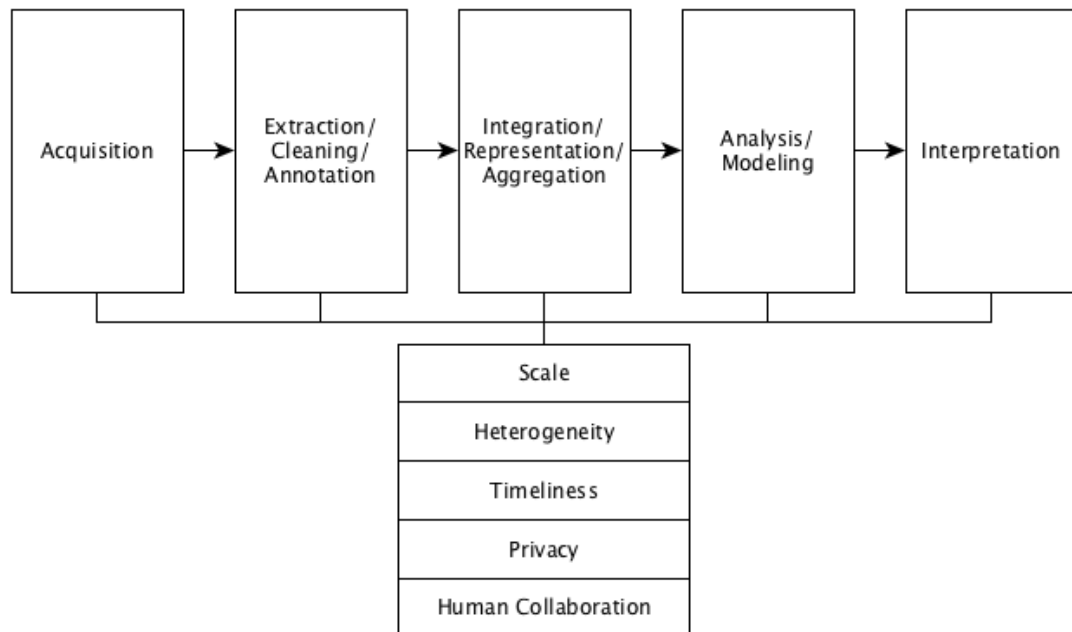 Acquisition
Extraction/
Cleaning/
Annotation
Integration/
Representation/
Aggregation
Analysis/
Modeling
Interpretation
Scale
Heterogeneity
Timeliness
Privacy
Human Collaboration